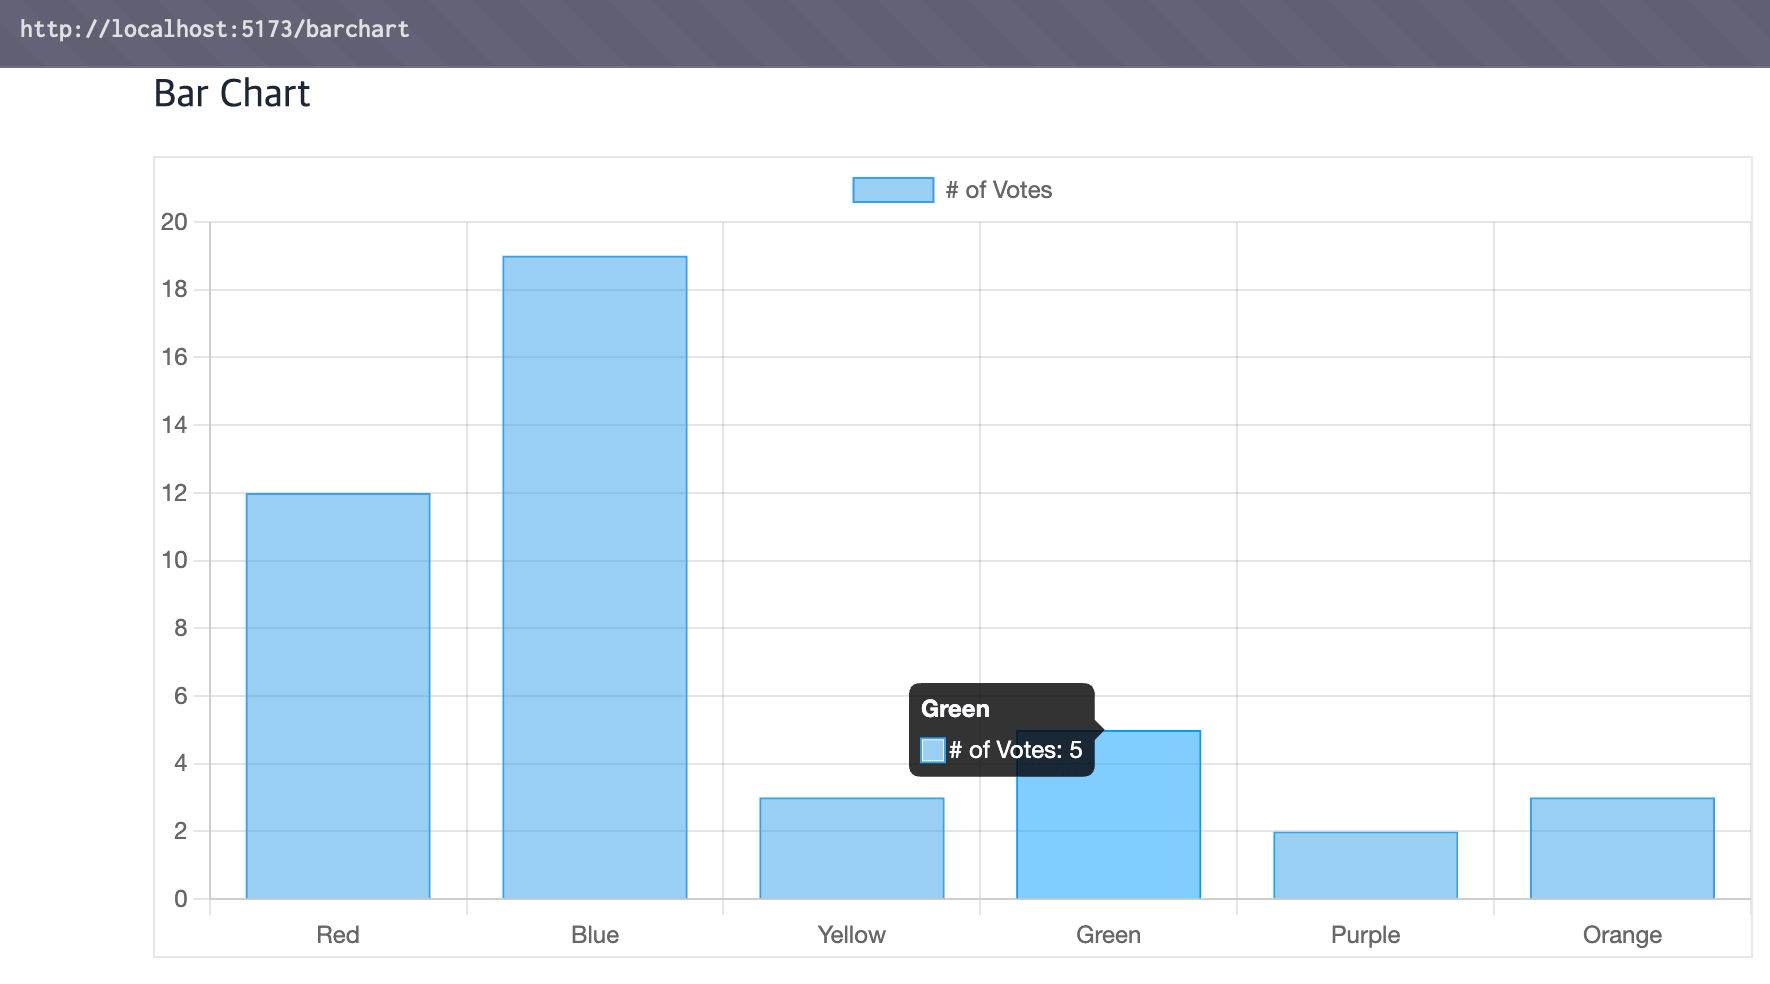 http://localhost:5173/barchart
Bar Chart
# of Votes
20
18
16
14
12
10
8
6
Green
# of Votes: 5
4
2
0
Red Blue Yellow Green Purple Orange